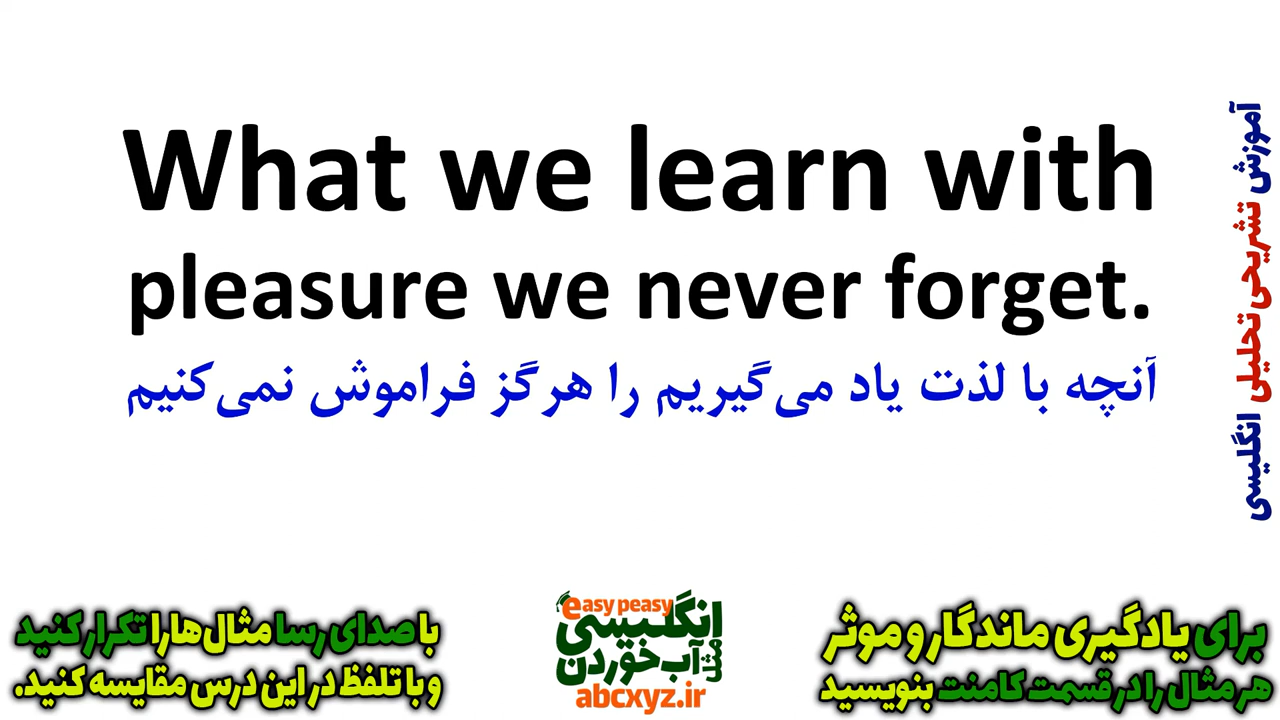 What we learn with
pleasure we never forget.
آنچه با لذت یاد می‌گیریم را هرگز فراموش نمی‌کنیم
آموزش تشریحی تحلیلی انگلیسی
با صدای رسا مثال‌ها را تکرار کنید
و با تلفظ در این درس مقایسه کنید.
easy peasy
انگلیسی
مثل
آب خوردن
abcxyz.ir
برای یادگیری ماندگار و موثر
هر مثال را در قسمت کامنت بنویسید